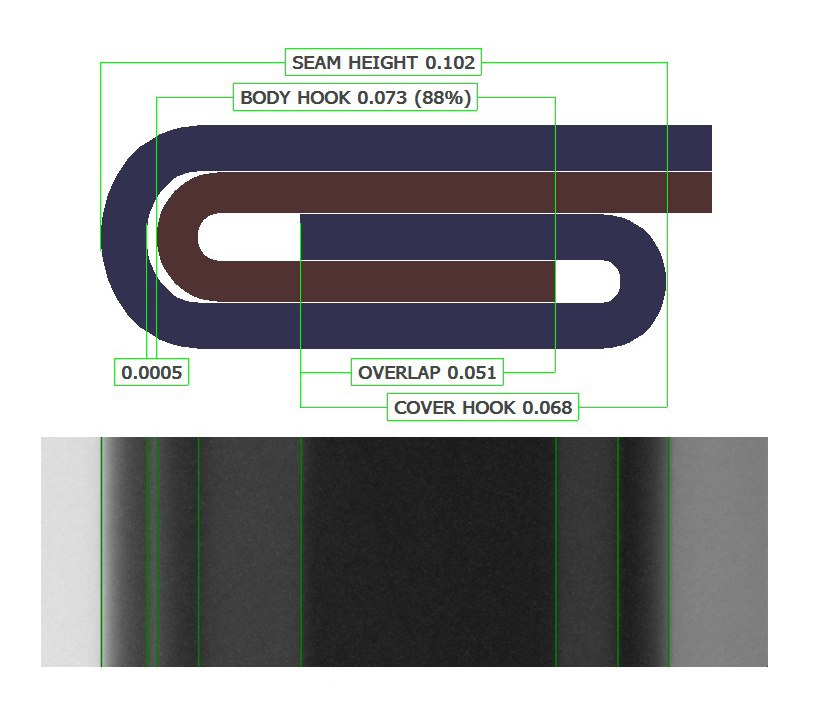 SEAM HEIGHT 0.102
BODY HOOK 0.073 (88%)
0.0005
OVERLAP 0.051
COVER HOOK 0.068